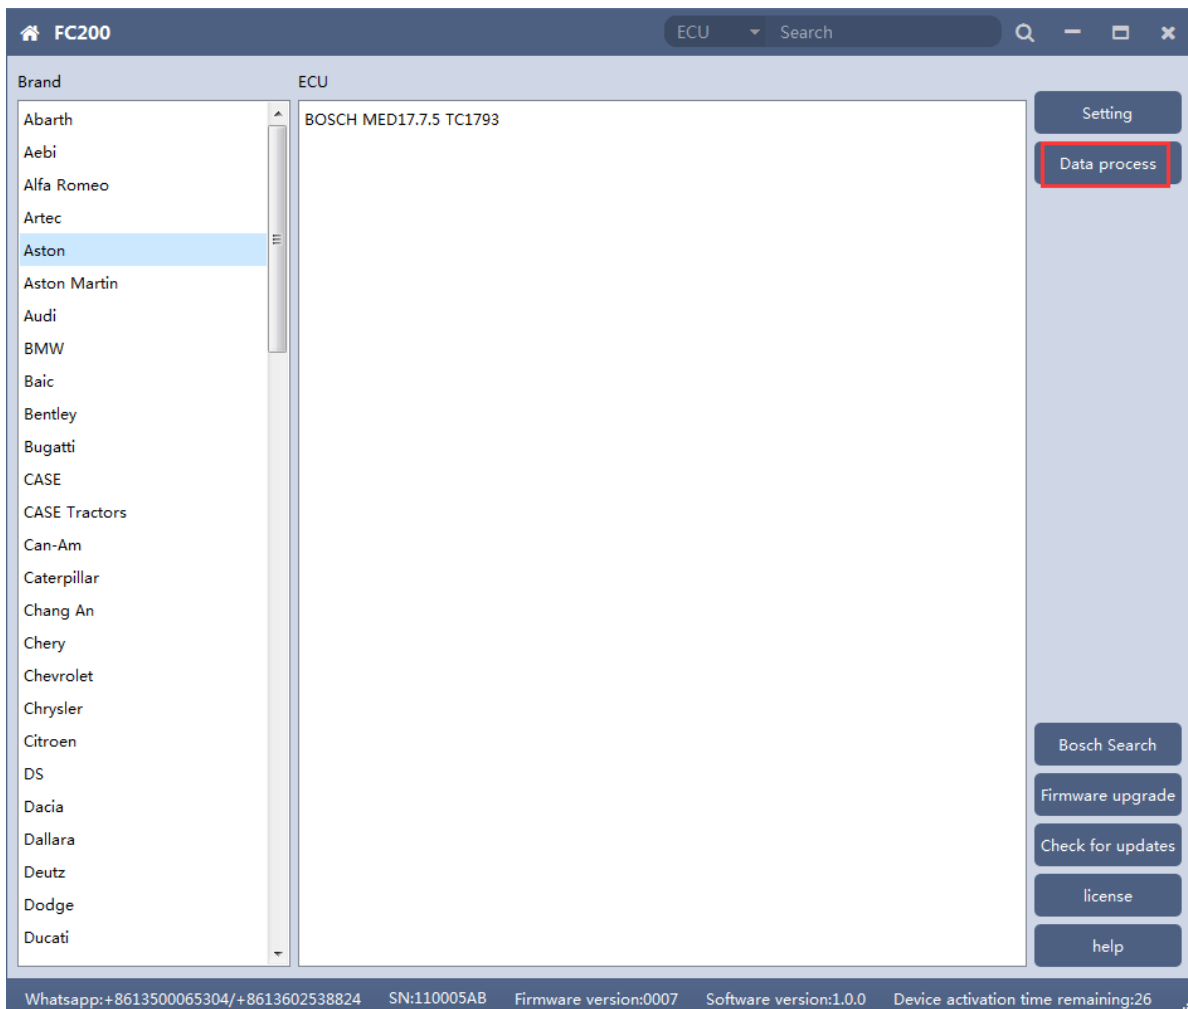 FC200
ECU
Search
Brand
ECU
Abarth
Aebi
Alfa Romeo
Artec
Aston
Aston Martin
Audi
BMW
Baic
Bentley
Bugatti
CASE
CASE Tractors
Can-Am
Caterpillar
Chang An
Chery
Chevrolet
Chrysler
Citroen
DS
Dacia
Dallara
Deutz
Dodge
Ducati
BOSCH MED17.7.5 TC1793
Setting
Data process
Bosch Search
Firmware upgrade
Check for updates
license
help
Whatsapp:+8613500065304/+8613602538824 SN:110005AB Firmware version:0007 Software version:1.0.0 Device activation time remaining:26